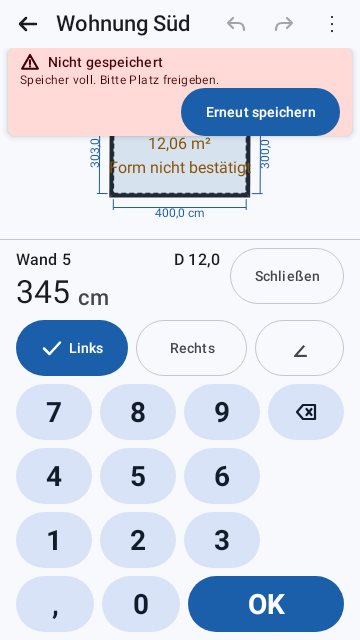 Wohnung Süd
Nicht gespeichert
Speicher voll. Bitte Platz freigeben.
Erneut speichern
12,06 m²
303,0
300,0
Form nicht bestätigt
400,0 cm
Wand 5
D 12,0
345 cm
Schließen
Links
Rechts
7 8 9
4 5 6
1 2 3
, 0 OK